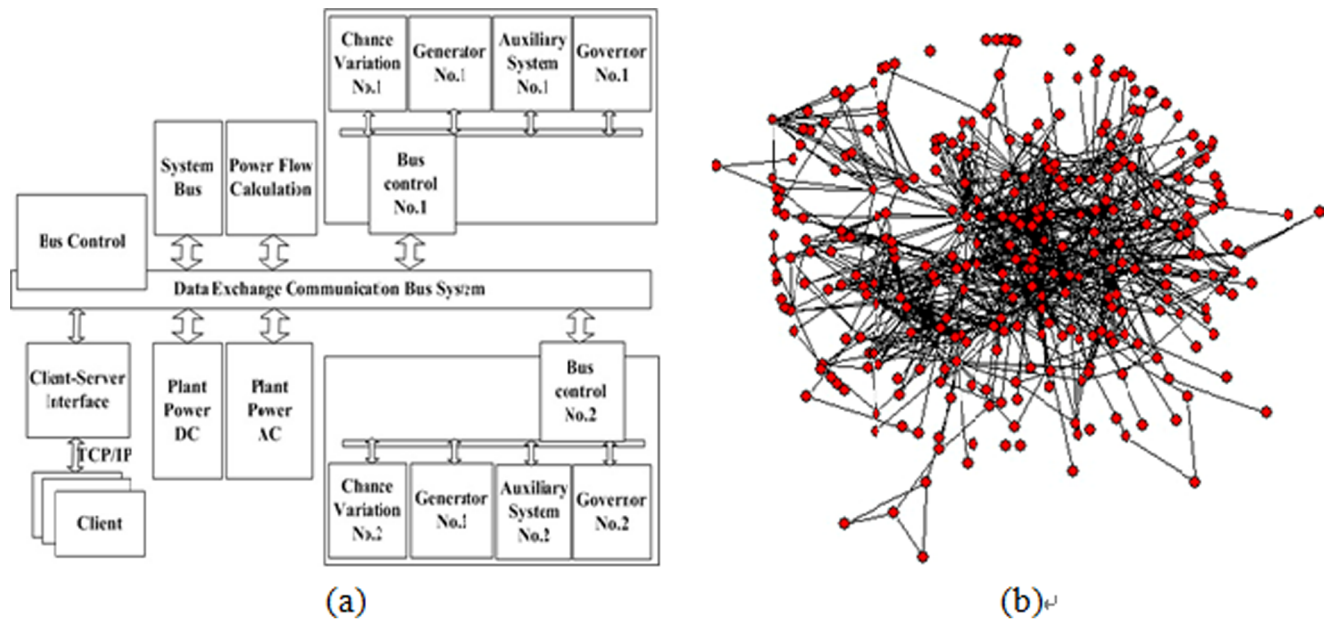 Chance
Variation
No.1
Generator
No.1
Auxiliary
System
No.1
Governor
No.1
System
Bus
Power Flow
Calculation
Bus
control
No.1
Bus Control
Data Exchange Communication Bus System
Client-Server
Interface
Plant
Power
DC
Plant
Power
AC
Bus
control
No.2
TCP/IP
Client
Chance
Variation
No.2
Generator
No.1
Auxiliary
System
No.2
Governor
No.2
(a)
(b)